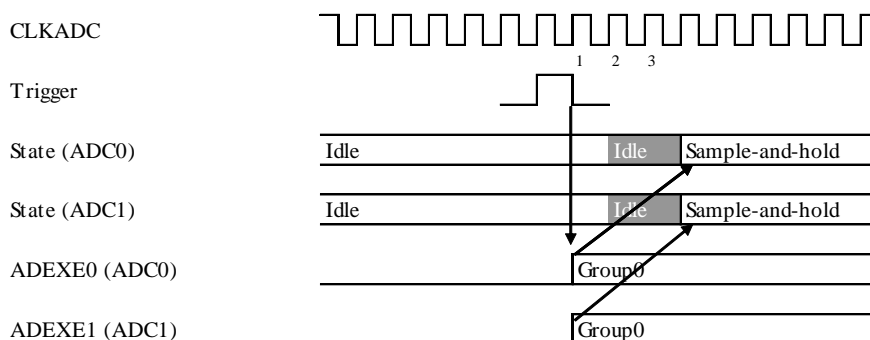 CLKADC
1 2 3
Trigger
State (ADC0) Idle Idle Sample-and-hold
State (ADC1) Idle Idle Sample-and-hold
ADEXE0 (ADC0) Group0
ADEXE1 (ADC1) Group0